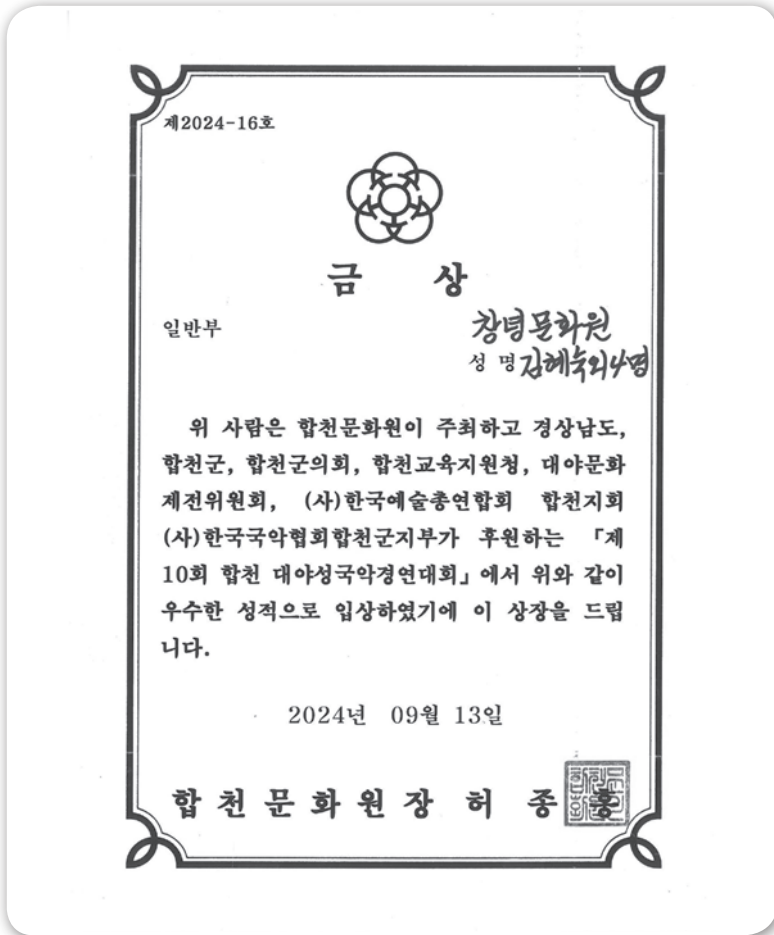 제2024-16호
금 상
일반부
창녕문화원
성 명 김혜숙외4명
위 사람은 합천문화원이 주최하고 경상남도,
합천군, 합천군의회, 합천교육지원청, 대야문화
제전위원회, (사)한국예술총연합회 합천지회
(사)한국국악협회합천군지부가 후원하는 「제
10회 합천 대야성국악경연대회」에서 위와 같이
우수한 성적으로 입상하였기에 이 상장을 드립
니다.
2024년 09월 13일
합천문화원장 허 종 홍